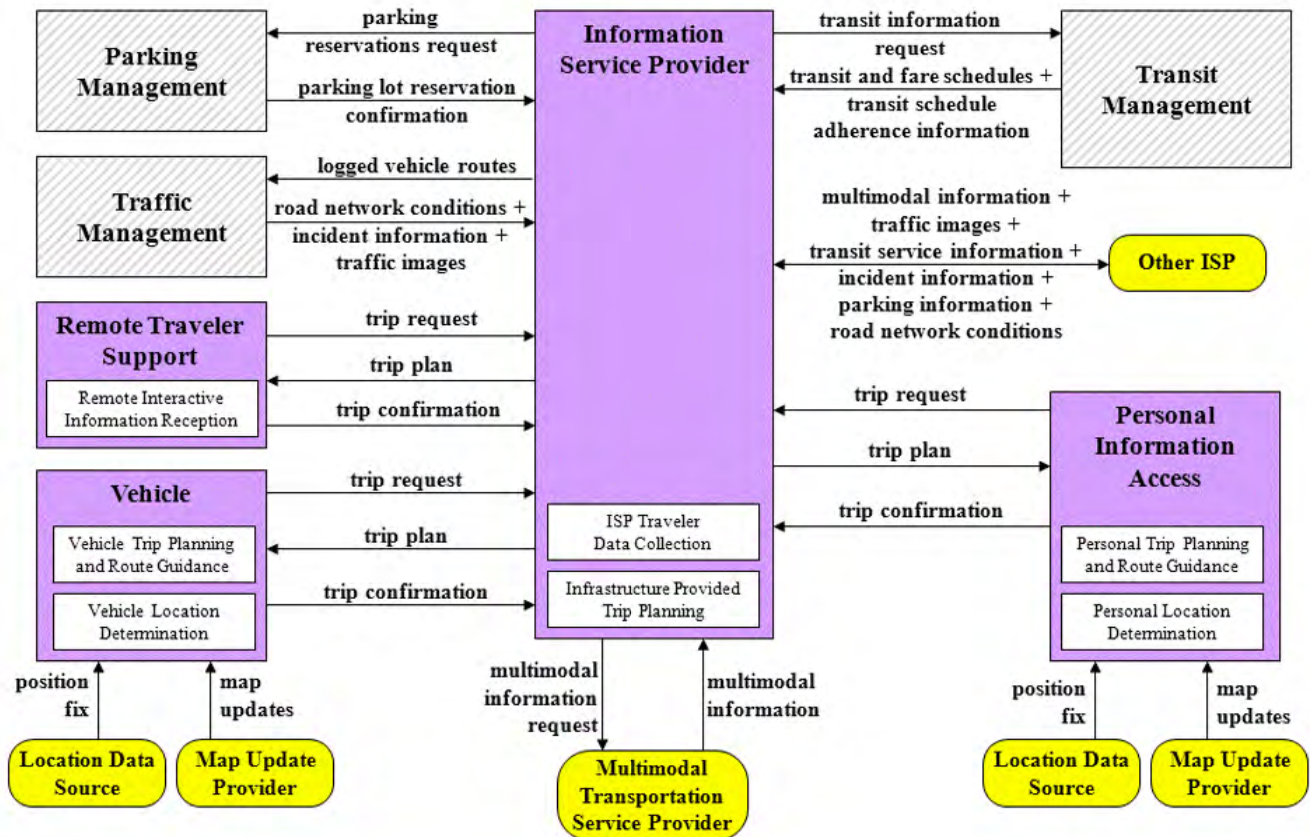 Parking
Management
parking
reservations request
parking lot reservation
confirmation
Information
Service Provider
transit information
request
transit and fare schedules +
transit schedule
adherence information
Transit
Management
Traffic
Management
logged vehicle routes
road network conditions +
incident information +
traffic images
multimodal information +
traffic images +
transit service information +
incident information +
parking information +
road network conditions
Other ISP
Remote Traveler
Support
Remote Interactive
Information Reception
trip request
trip plan
trip confirmation
trip request
trip plan
trip confirmation
Personal
Information
Access
Personal Trip Planning
and Route Guidance
Personal Location
Determination
Vehicle
Vehicle Trip Planning
and Route Guidance
Vehicle Location
Determination
trip request
trip plan
trip confirmation
ISP Traveler
Data Collection
Infrastructure Provided
Trip Planning
position
fix
map
updates
multimodal
information
request
multimodal
information
position
fix
map
updates
Location Data
Source
Map Update
Provider
Multimodal
Transportation
Service Provider
Location Data
Source
Map Update
Provider